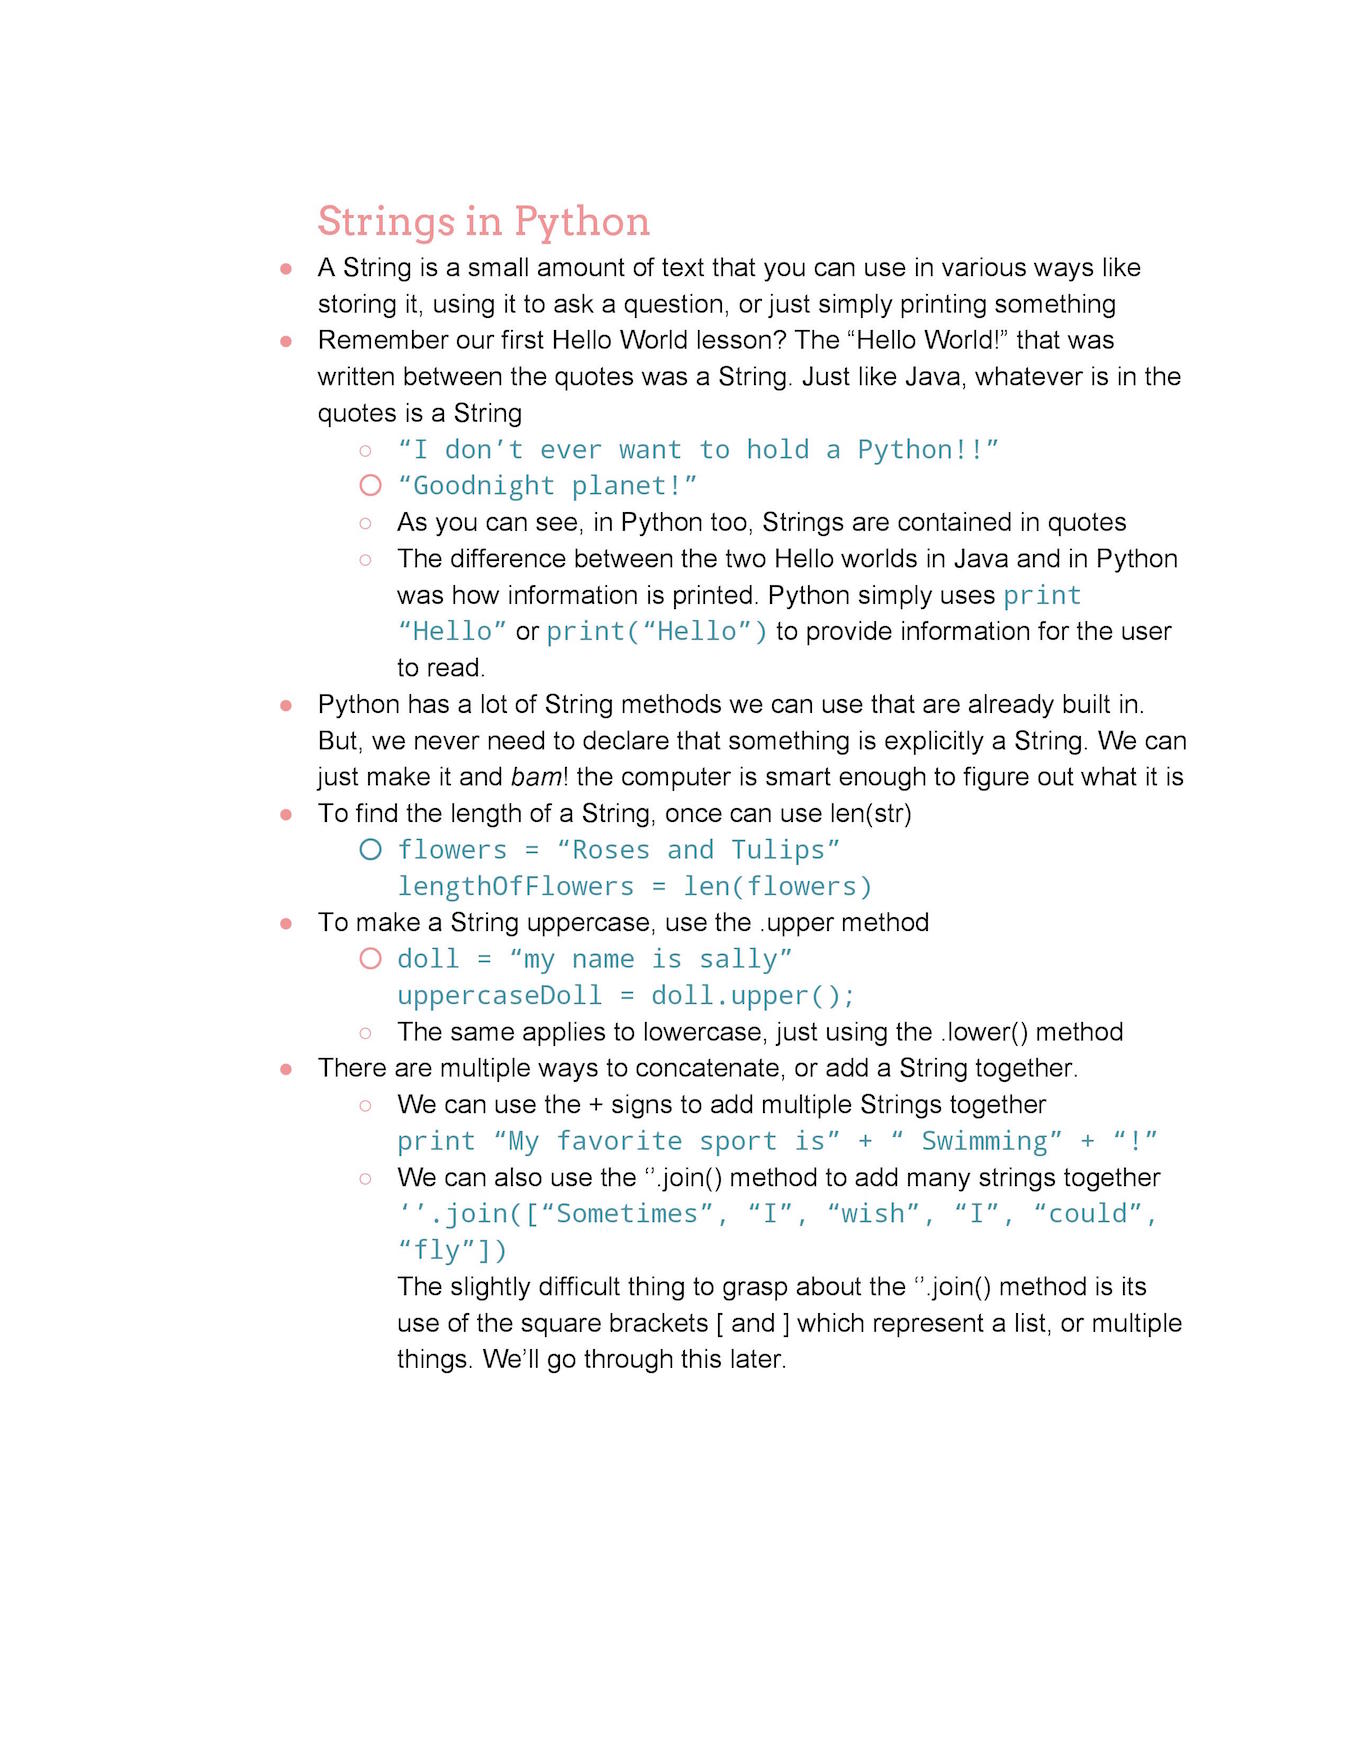 Strings in Python
● A String is a small amount of text that you can use in various ways like
storing it, using it to ask a question, or just simply printing something
● Remember our first Hello World lesson? The “Hello World!” that was
written between the quotes was a String. Just like Java, whatever is in the
quotes is a String
○ “I don’t ever want to hold a Python!!”
○ “Goodnight planet!”
○ As you can see, in Python too, Strings are contained in quotes
○ The difference between the two Hello worlds in Java and in Python
was how information is printed. Python simply uses print
“Hello” or print(“Hello”) to provide information for the user
to read.
● Python has a lot of String methods we can use that are already built in.
But, we never need to declare that something is explicitly a String. We can
just make it and bam! the computer is smart enough to figure out what it is
● To find the length of a String, once can use len(str)
○ flowers = “Roses and Tulips”
lengthOfFlowers = len(flowers)
● To make a String uppercase, use the .upper method
○ doll = “my name is sally”
uppercaseDoll = doll.upper();
○ The same applies to lowercase, just using the .lower() method
● There are multiple ways to concatenate, or add a String together.
○ We can use the + signs to add multiple Strings together
print “My favorite sport is” + “ Swimming” + “!”
○ We can also use the ‘’.join() method to add many strings together
‘’.join([“Sometimes”, “I”, “wish”, “I”, “could”,
“fly”])
The slightly difficult thing to grasp about the ‘’.join() method is its
use of the square brackets [ and ] which represent a list, or multiple
things. We’ll go through this later.